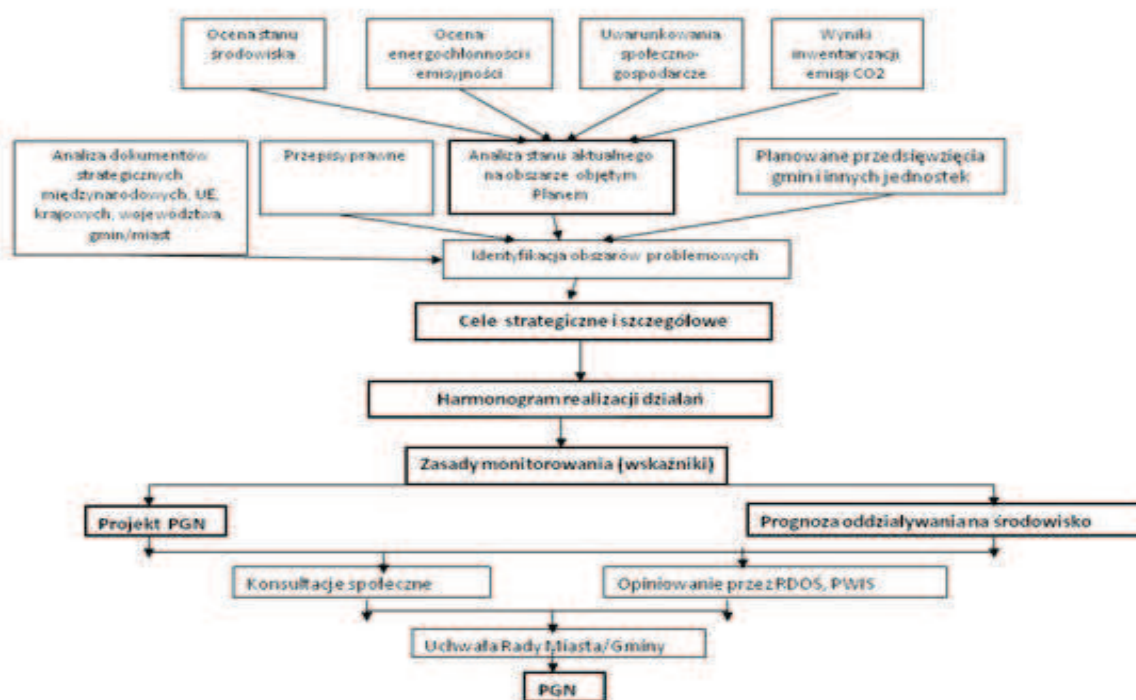 Ocena stanu
środowiska
Ocena
energochłonności i
emisyjności
Uwarunkowania
społeczno-
gospodarcze
Wyniki
inwentaryzacji
emisji CO2
Analiza dokumentów
strategicznych
międzynarodowych, UE,
krajowych, województwa,
gmin/miast
Przepisy prawne
Analiza stanu aktualnego
na obszarze objętym
Planem
Planowane przedsięwzięcia
gmin i innych jednostek
Identyfikacja obszarów problemowych
Cele strategiczne i szczegółowe
Harmonogram realizacji działań
Zasady monitorowania (wskaźniki)
Projekt PGN
Prognoza oddziaływania na środowisko
Konsultacje społeczne
Opiniowanie przez RDOŚ, PWIS
Uchwała Rady Miasta/Gminy
PGN